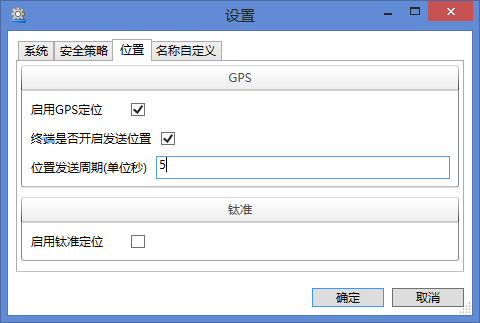 设置
系统 安全策略 位置 名称自定义
GPS
启用GPS定位
终端是否开启发送位置
位置发送周期(单位秒) 5
钛准
启用钛准定位
确定 取消